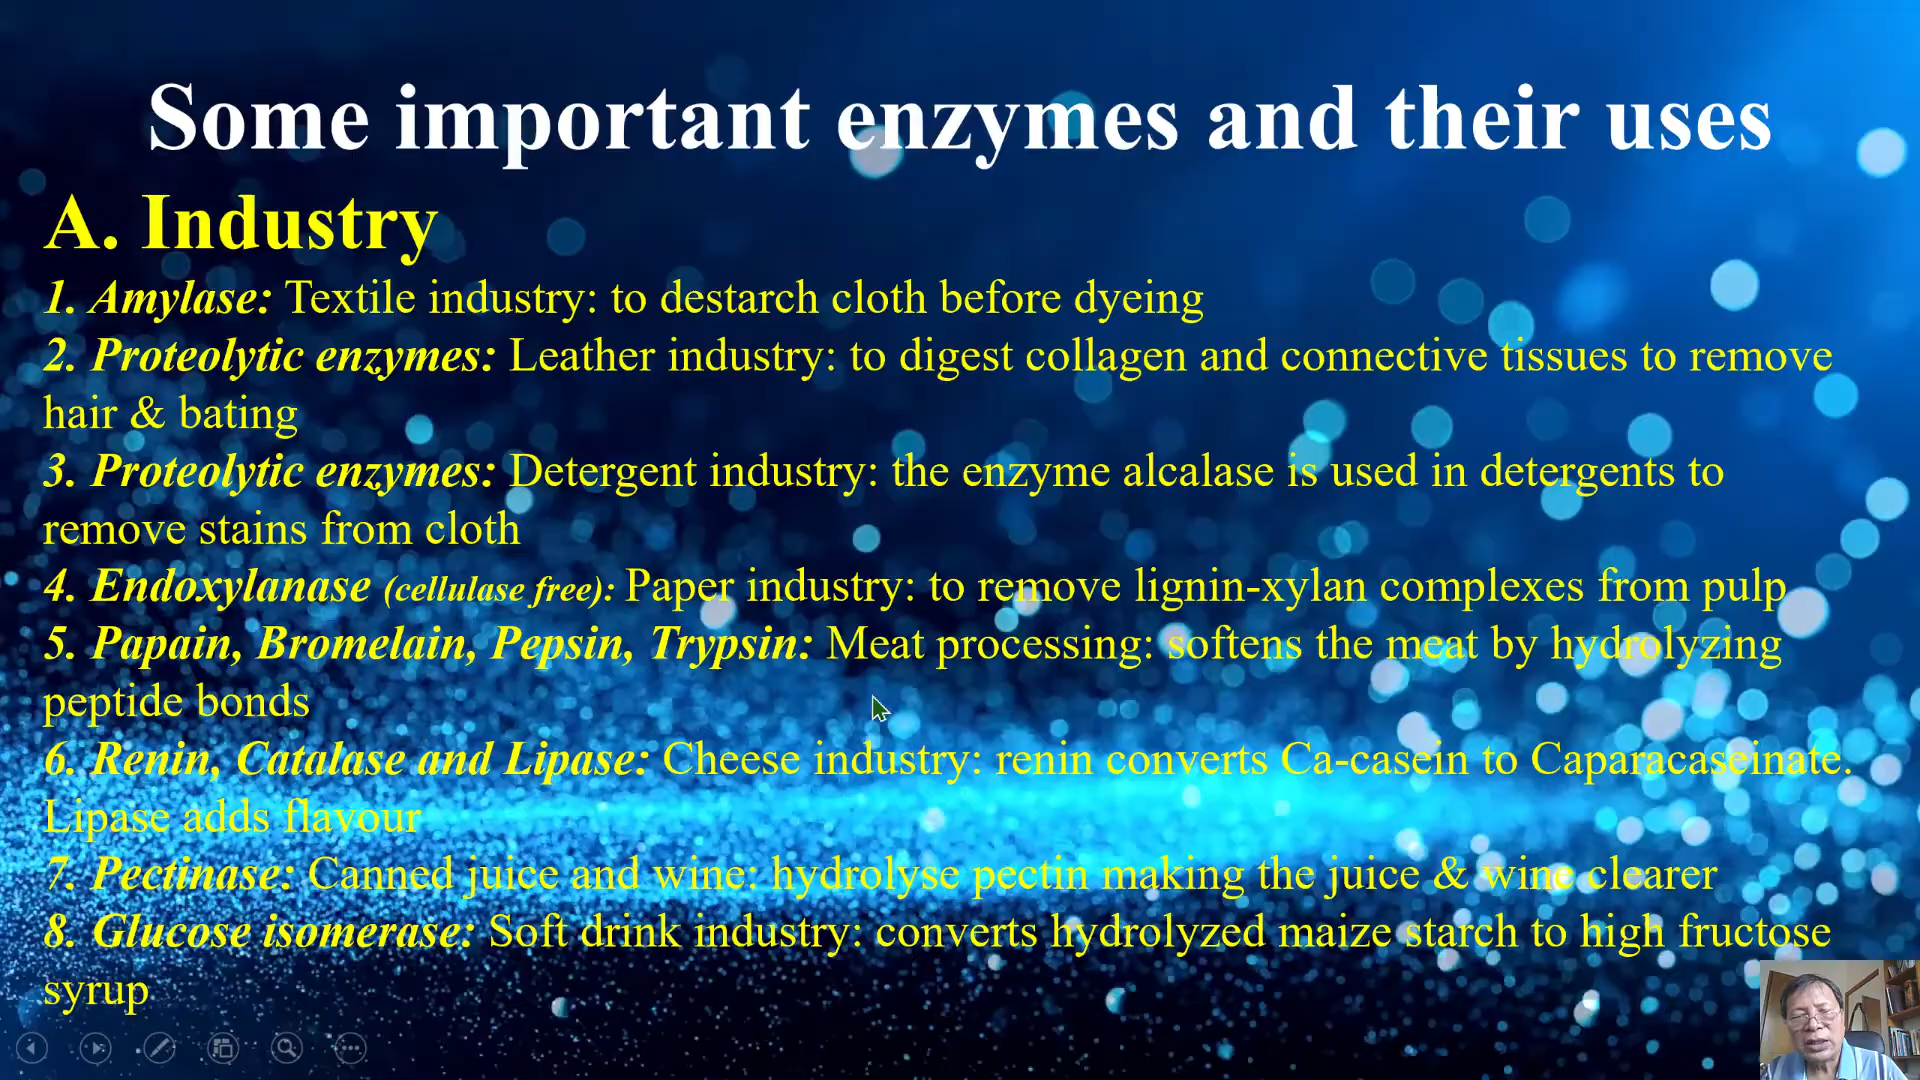 Some important enzymes and their uses
A. Industry
1. Amylase: Textile industry: to destarch cloth before dyeing
2. Proteolytic enzymes: Leather industry: to digest collagen and connective tissues to remove
hair & bating
3. Proteolytic enzymes: Detergent industry: the enzyme alcalase is used in detergents to
remove stains from cloth
4. Endoxylanase (cellulase free): Paper industry: to remove lignin-xylan complexes from pulp
5. Papain, Bromelain, Pepsin, Trypsin: Meat processing: softens the meat by hydrolyzing
peptide bonds
6. Renin, Catalase and Lipase: Cheese industry: renin converts Ca-casein to Caparacaseinate.
Lipase adds flavour
7. Pectinase: Canned juice and wine: hydrolyse pectin making the juice & wine clearer
8. Glucose isomerase: Soft drink industry: converts hydrolyzed maize starch to high fructose
syrup